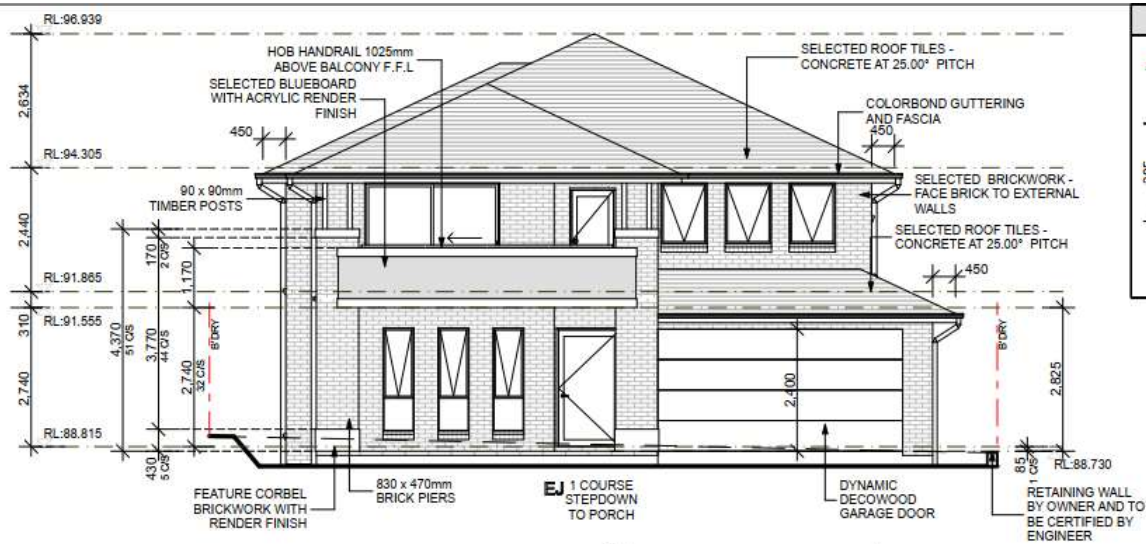 RL:96.939
HOB HANDRAIL 1025mm
ABOVE BALCONY F.F.L
SELECTED BLUEBOARD
WITH ACRYLIC RENDER
FINISH
SELECTED ROOF TILES -
CONCRETE AT 25.00° PITCH
COLORBOND GUTTERING
AND FASCIA
2,634
450
450
RL:94.305
90 x 90mm
TIMBER POSTS
SELECTED BRICKWORK -
FACE BRICK TO EXTERNAL
WALLS
SELECTED ROOF TILES -
CONCRETE AT 25.00° PITCH
2,440
170
2 C/S
1,170
450
RL:91.865
310
RL:91.555
B'DRY
B'DRY
4,370
51 C/S
3,770
44 C/S
2,740
32 C/S
2,740
2,400
2,825
RL:88.815
430
5 C/S
85
1 C/S
RL:88.730
FEATURE CORBEL
BRICKWORK WITH
RENDER FINISH
830 x 470mm
BRICK PIERS
EJ 1 COURSE
STEPDOWN
TO PORCH
DYNAMIC
DECOWOOD
GARAGE DOOR
RETAINING WALL
BY OWNER AND TO
BE CERTIFIED BY
ENGINEER